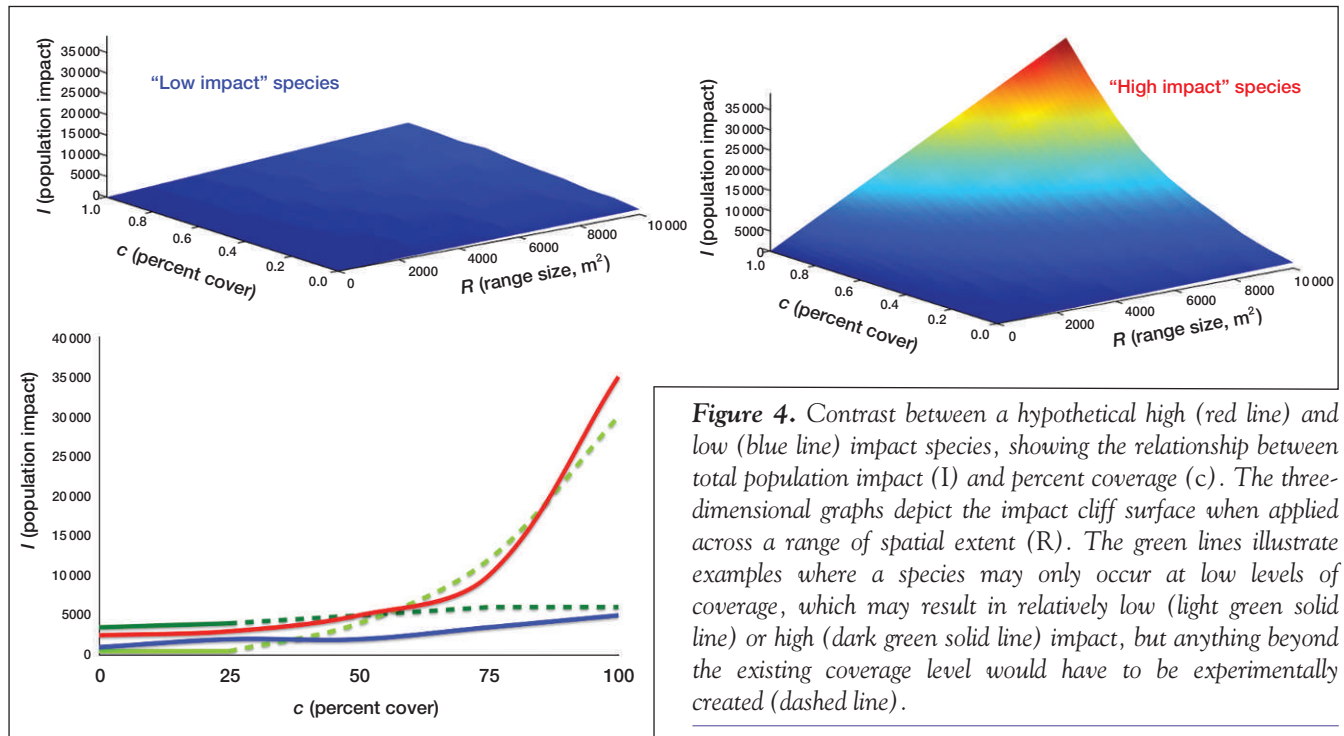 "Low impact" species
I (population impact)
35 000
30 000
25 000
20 000
15 000
10 000
5000
0
1.0
0.8
0.6
0.4
0.2
0.0
c (percent cover)
0
2000
4000
6000
8000
10 000
R (range size, m²)
"High impact" species
I (population impact)
35 000
30 000
25 000
20 000
15 000
10 000
5000
0
1.0
0.8
0.6
0.4
0.2
0.0
c (percent cover)
0
2000
4000
6000
8000
10 000
R (range size, m²)
I (population impact)
40 000
35 000
30 000
25 000
20 000
15 000
10 000
5000
0
0 25 50 75 100
c (percent cover)
Figure 4. Contrast between a hypothetical high (red line) and
low (blue line) impact species, showing the relationship between
total population impact (I) and percent coverage (c). The three-
dimensional graphs depict the impact cliff surface when applied
across a range of spatial extent (R). The green lines illustrate
examples where a species may only occur at low levels of
coverage, which may result in relatively low (light green solid
line) or high (dark green solid line) impact, but anything beyond
the existing coverage level would have to be experimentally
created (dashed line).